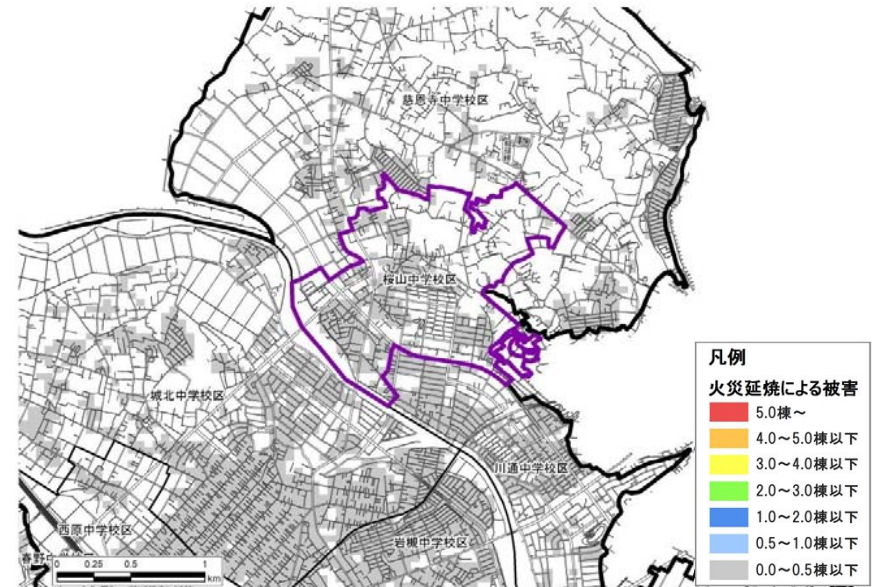 慈恩寺中学校区
桜山中学校区
城北中学校区
川通中学校区
西原中学校区
岩槻中学校区
0 0.25 0.5 1
km
凡例
火災延焼による被害
5.0棟～
4.0～5.0棟以下
3.0～4.0棟以下
2.0～3.0棟以下
1.0～2.0棟以下
0.5～1.0棟以下
0.0～0.5棟以下